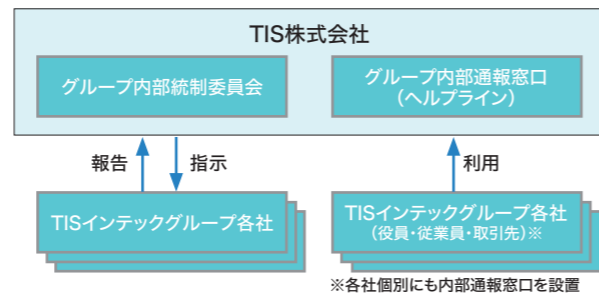 TIS株式会社
グループ内部統制委員会
グループ内部通報窓口
（ヘルプライン）
報告
指示
利用
TISインテックグループ各社
TISインテックグループ各社
（役員・従業員・取引先）※
※各社個別にも内部通報窓口を設置